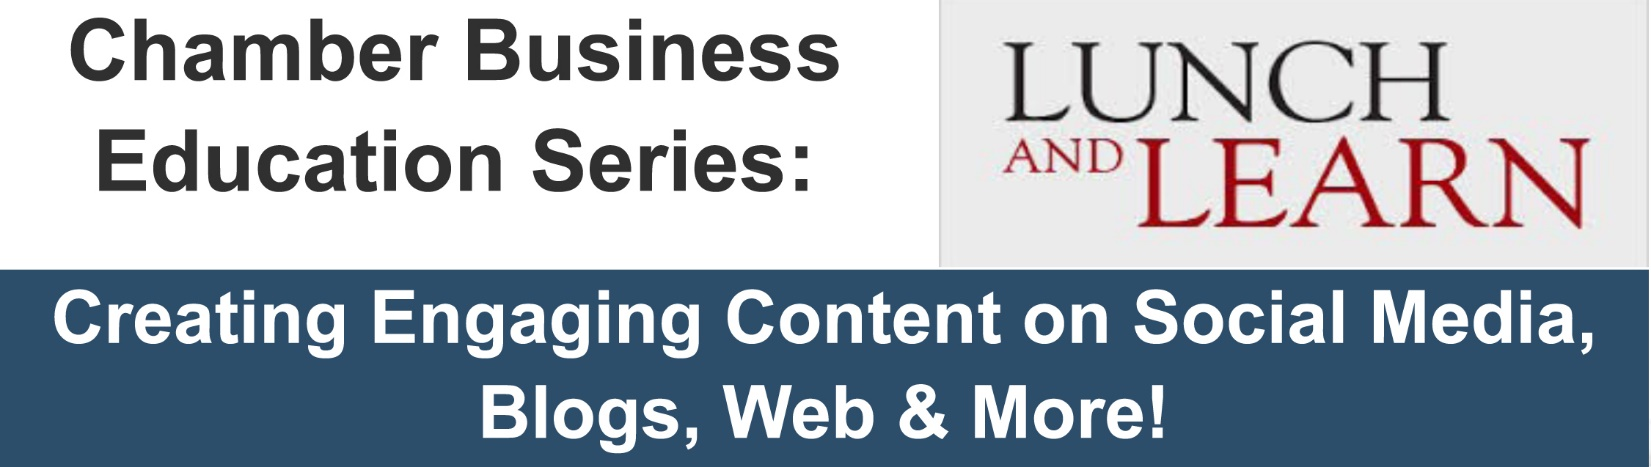 Chamber Business
Education Series:
LUNCH
AND LEARN
Creating Engaging Content on Social Media,
Blogs, Web & More!